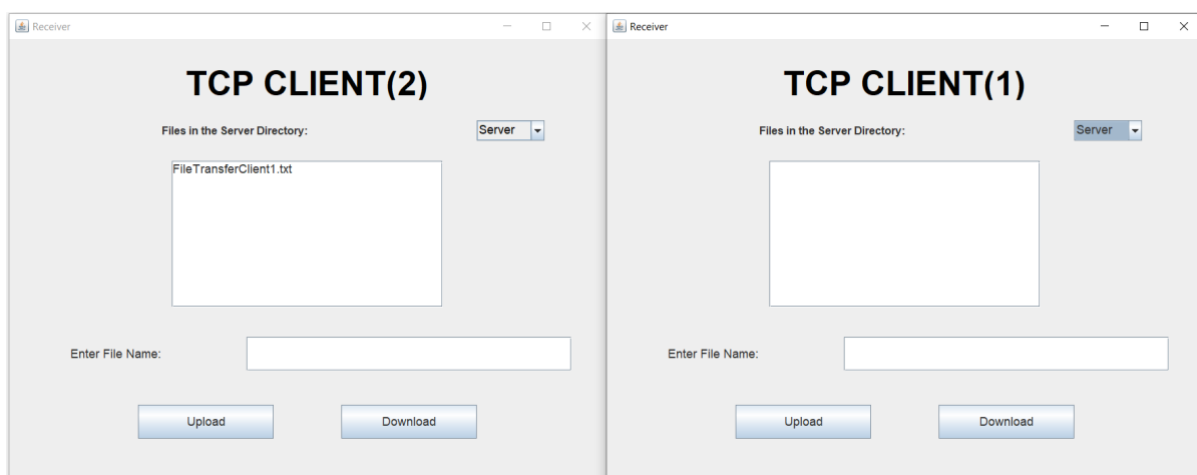 Receiver
TCP CLIENT(2)
Files in the Server Directory:
Server
FileTransferClient1.txt
Enter File Name:
Upload
Download
Receiver
TCP CLIENT(1)
Files in the Server Directory:
Server
Enter File Name:
Upload
Download